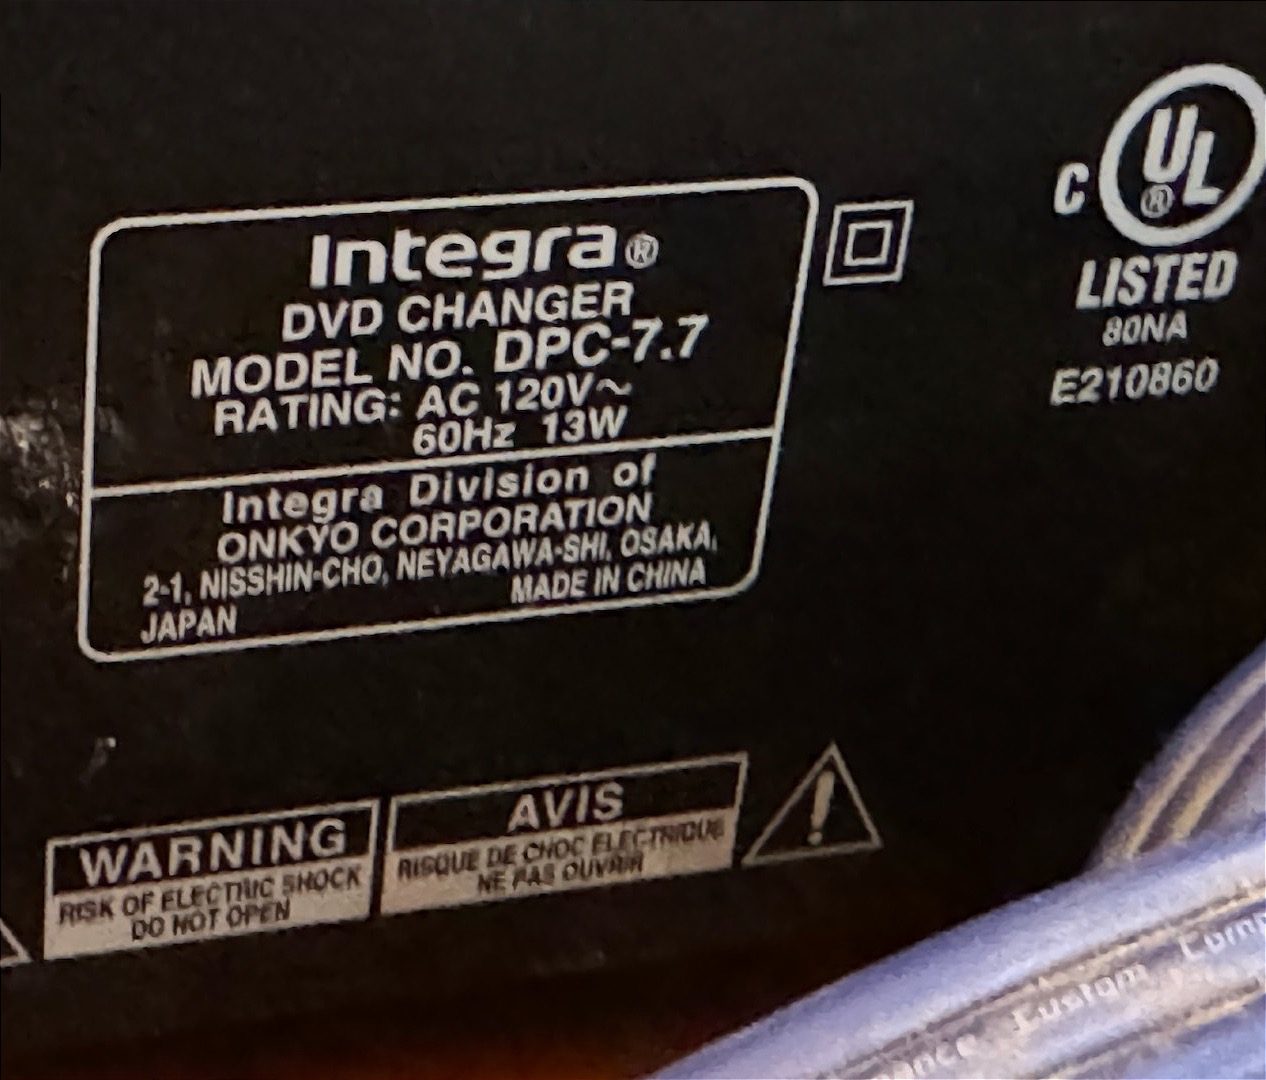 Integra®
DVD CHANGER
MODEL NO. DPC-7.7
RATING: AC 120V~
60Hz 13W
Integra Division of
ONKYO CORPORATION
2-1, NISSHIN-CHO, NEYAGAWA-SHI, OSAKA,
JAPAN MADE IN CHINA
C UL®
LISTED
80NA
E210860
WARNING
RISK OF ELECTRIC SHOCK
DO NOT OPEN
AVIS
RISQUE DE CHOC ELECTRIQUE
NE PAS OUVRIR
Custom